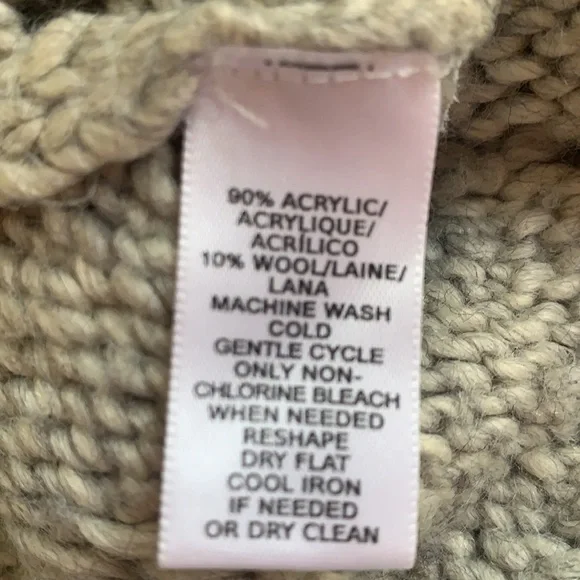 90% ACRYLIC/
ACRYLIQUE/
ACRÍLICO
10% WOOL/LAINE/
LANA
MACHINE WASH
COLD
GENTLE CYCLE
ONLY NON-
CHLORINE BLEACH
WHEN NEEDED
RESHAPE
DRY FLAT
COOL IRON
IF NEEDED
OR DRY CLEAN